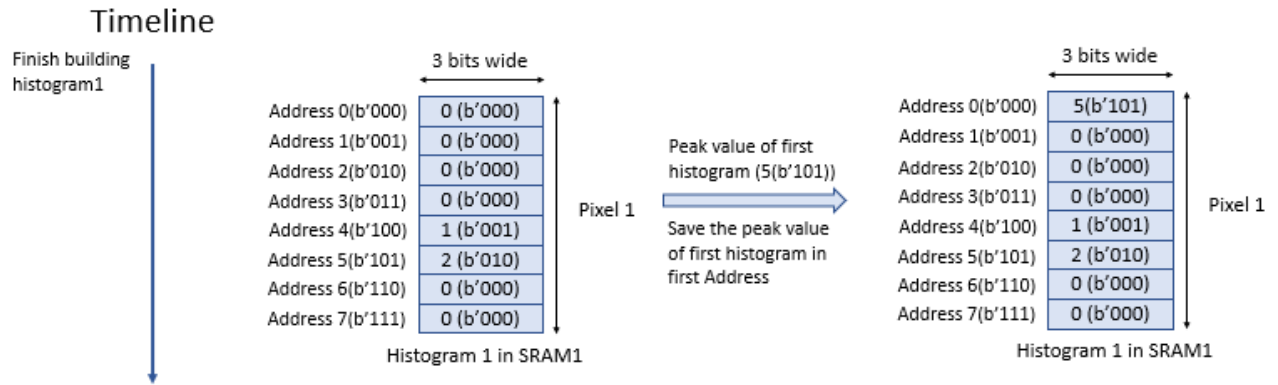 Timeline
Finish building
histogram1
3 bits wide
Address 0(b'000) 0 (b'000)
Address 1(b'001) 0 (b'000)
Address 2(b'010) 0 (b'000)
Address 3(b'011) 0 (b'000)
Address 4(b'100) 1 (b'001)
Address 5(b'101) 2 (b'010)
Address 6(b'110) 0 (b'000)
Address 7(b'111) 0 (b'000)
Pixel 1
Histogram 1 in SRAM1
Peak value of first
histogram (5(b'101))
Save the peak value
of first histogram in
first Address
3 bits wide
Address 0(b'000) 5(b'101)
Address 1(b'001) 0 (b'000)
Address 2(b'010) 0 (b'000)
Address 3(b'011) 0 (b'000)
Address 4(b'100) 1 (b'001)
Address 5(b'101) 2 (b'010)
Address 6(b'110) 0 (b'000)
Address 7(b'111) 0 (b'000)
Pixel 1
Histogram 1 in SRAM1